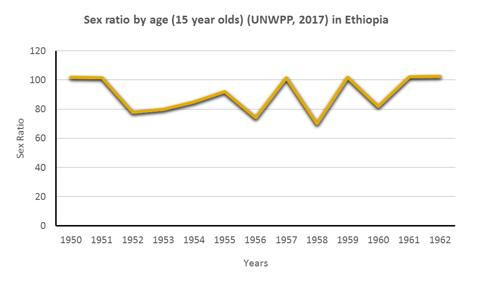 Sex ratio by age (15 year olds) (UNWPP, 2017) in Ethiopia
120
100
80
60
40
20
0
Sex Ratio
1950 1951 1952 1953 1954 1955 1956 1957 1958 1959 1960 1961 1962
Years